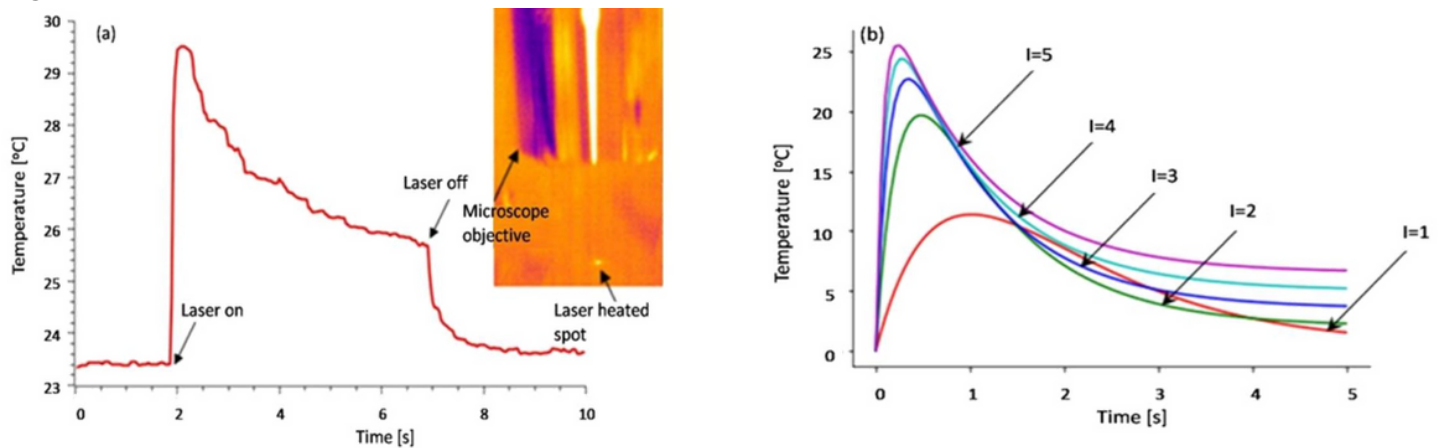 (a)
30
29
28
27
26
25
24
23
Temperature [ºC]
0 2 4 6 8 10
Time [s]
Laser on
Laser off
Microscope
objective
Laser heated
spot
(b)
25
20
15
10
5
0
Temperature [ºC]
0 1 2 3 4 5
Time [s]
I=5
I=4
I=3
I=2
I=1